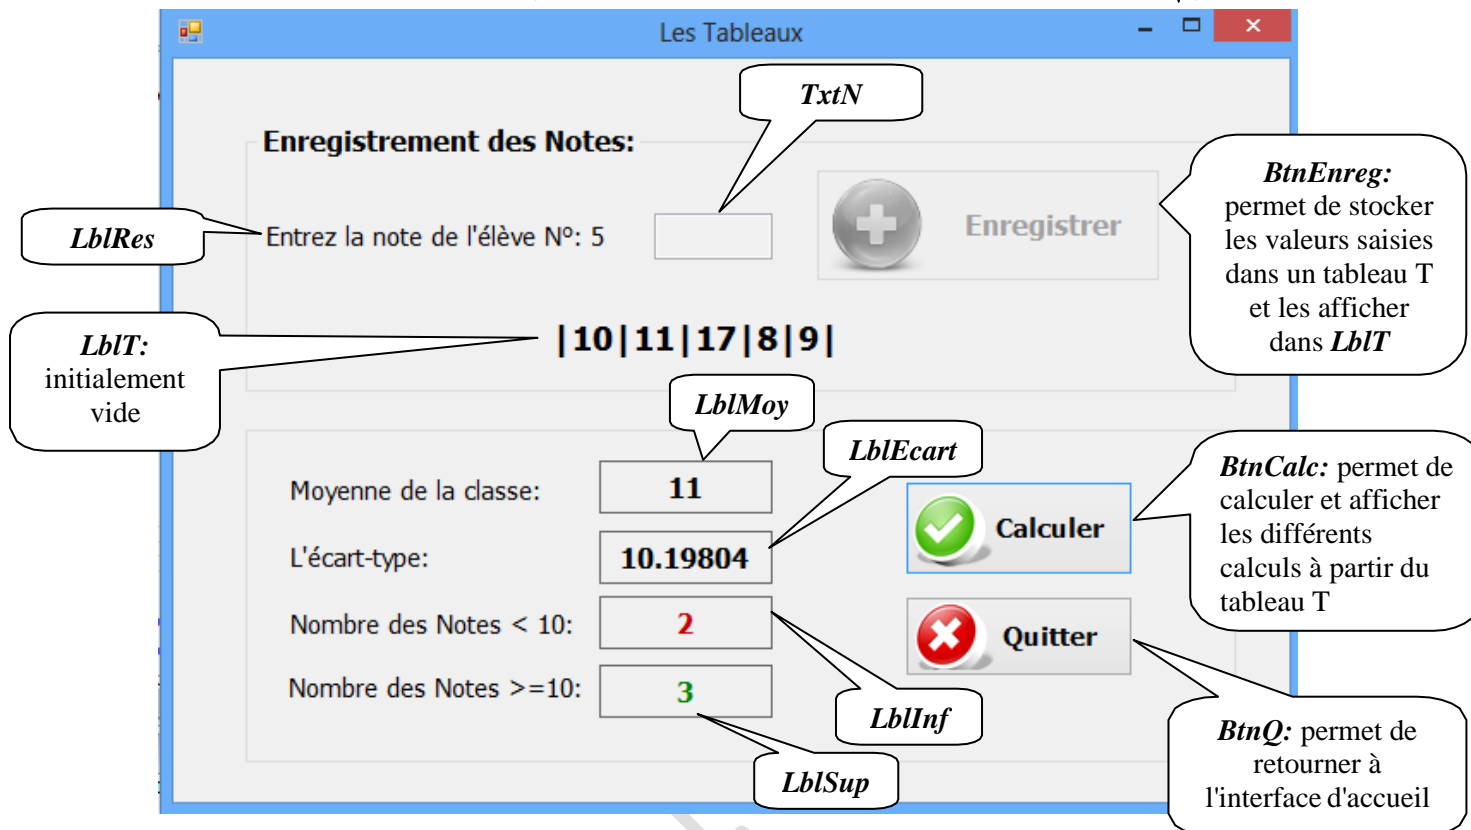 Les Tableaux
TxtN
Enregistrement des Notes:
BtnEnreg:
permet de stocker
les valeurs saisies
dans un tableau T
et les afficher
dans LblT
LblRes
Entrez la note de l'élève Nº: 5
Enregistrer
LblT:
initialement
vide
|10|11|17|8|9|
LblMoy
LblEcart
Moyenne de la classe:
11
BtnCalc: permet de
calculer et afficher
les différents
calculs à partir du
tableau T
Calculer
L'écart-type:
10.19804
Nombre des Notes < 10:
2
Quitter
Nombre des Notes >=10:
3
LblInf
BtnQ: permet de
retourner à
l'interface d'accueil
LblSup